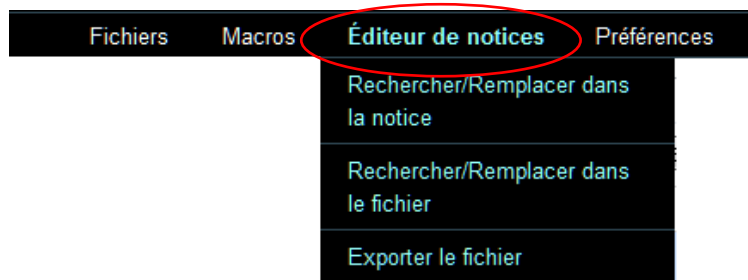 Fichiers Macros Éditeur de notices Préférences
Rechercher/Remplacer dans
la notice
Rechercher/Remplacer dans
le fichier
Exporter le fichier